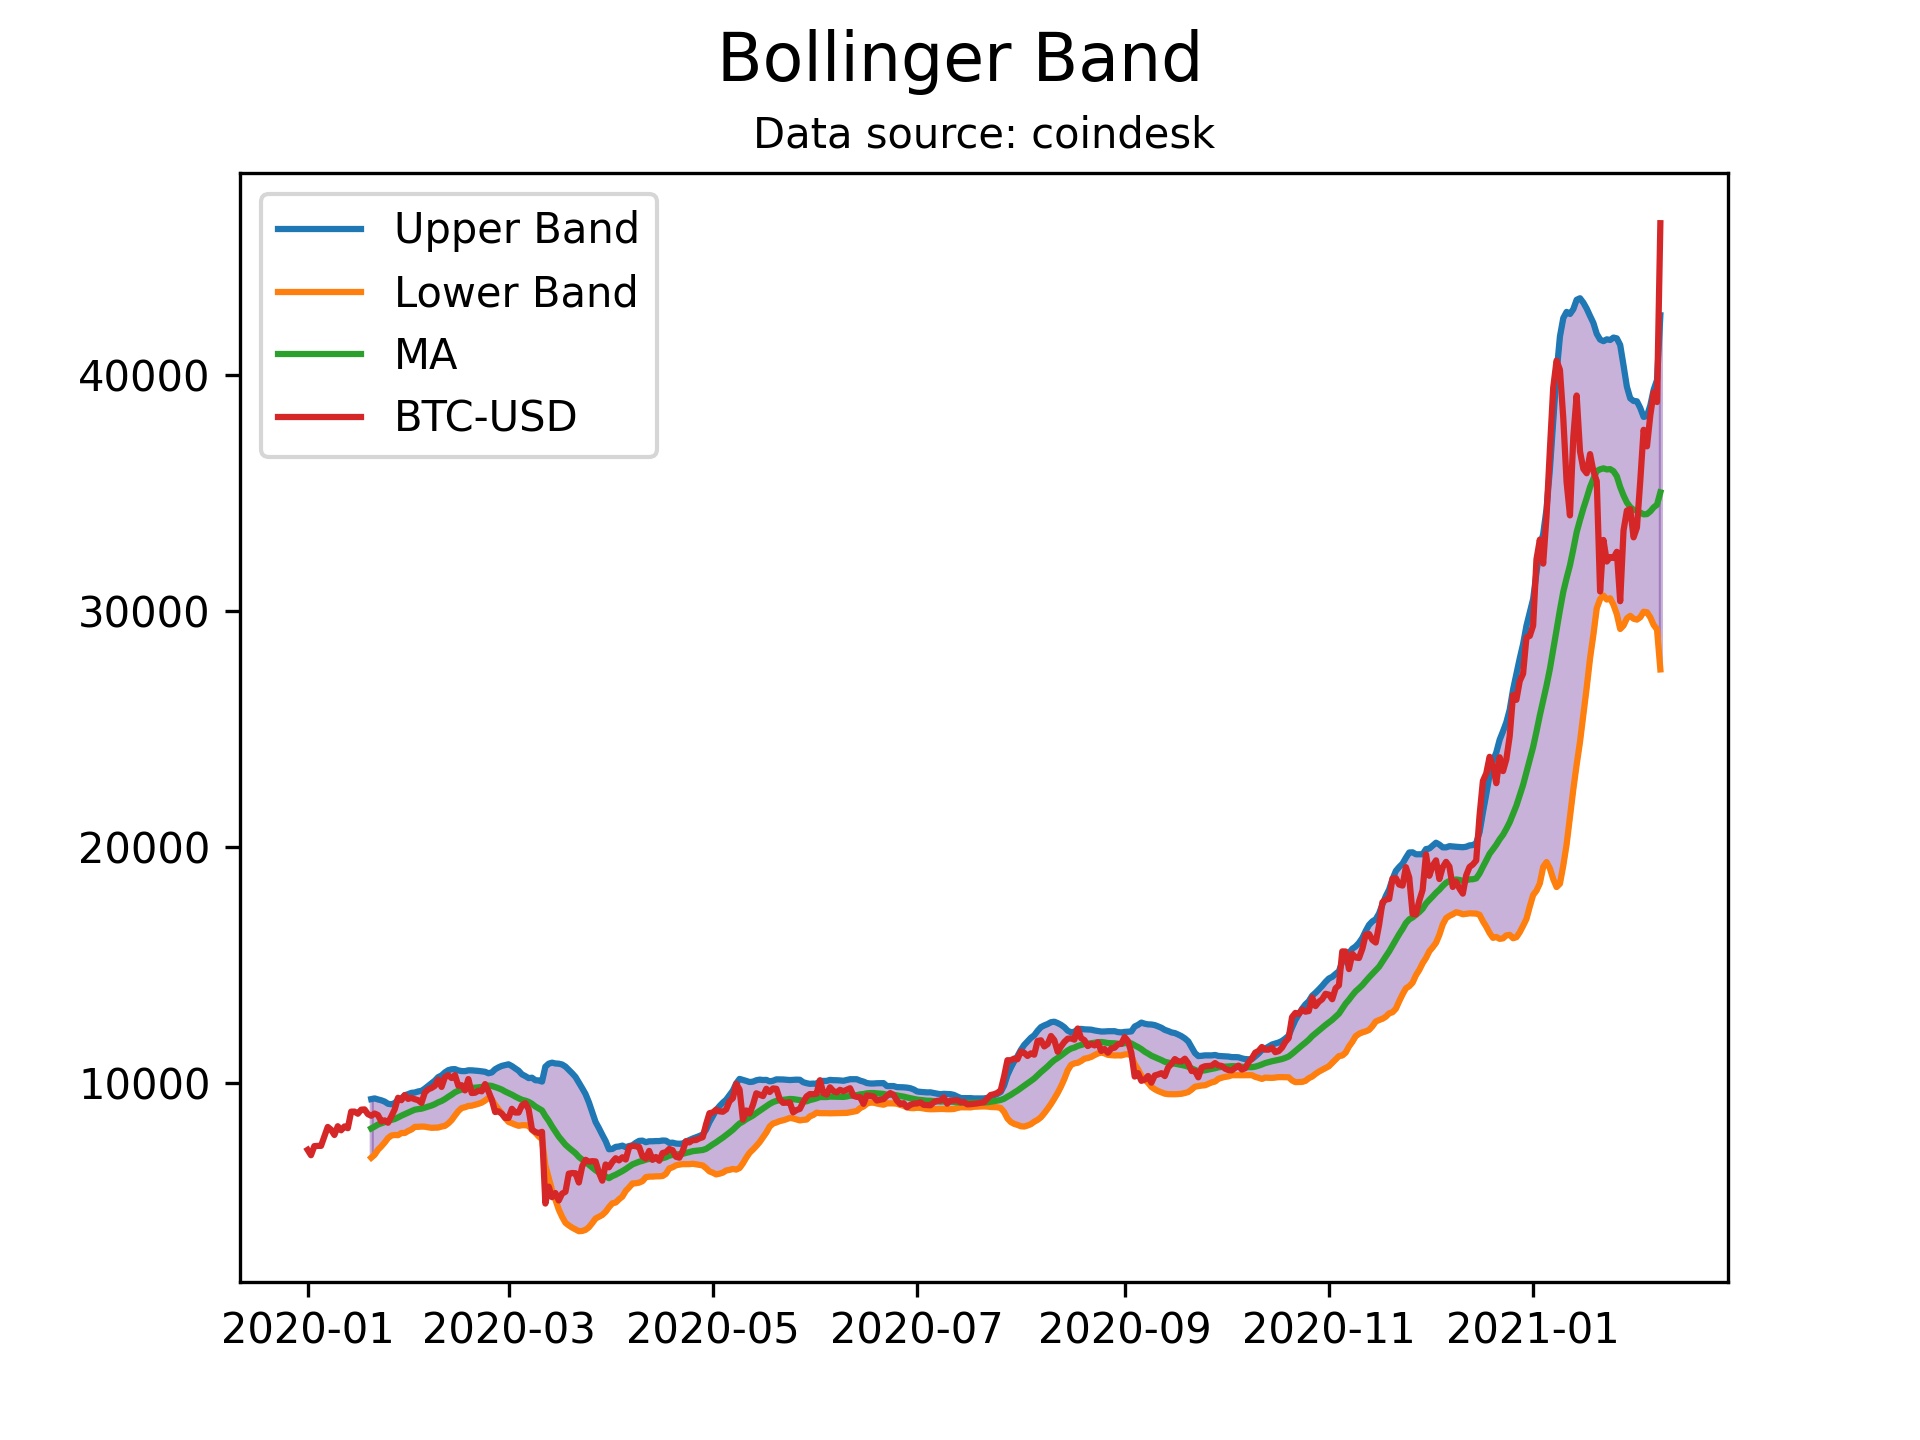 Bollinger Band
Data source: coindesk
Upper Band
Lower Band
MA
BTC-USD
40000
30000
20000
10000
2020-01 2020-03 2020-05 2020-07 2020-09 2020-11 2021-01